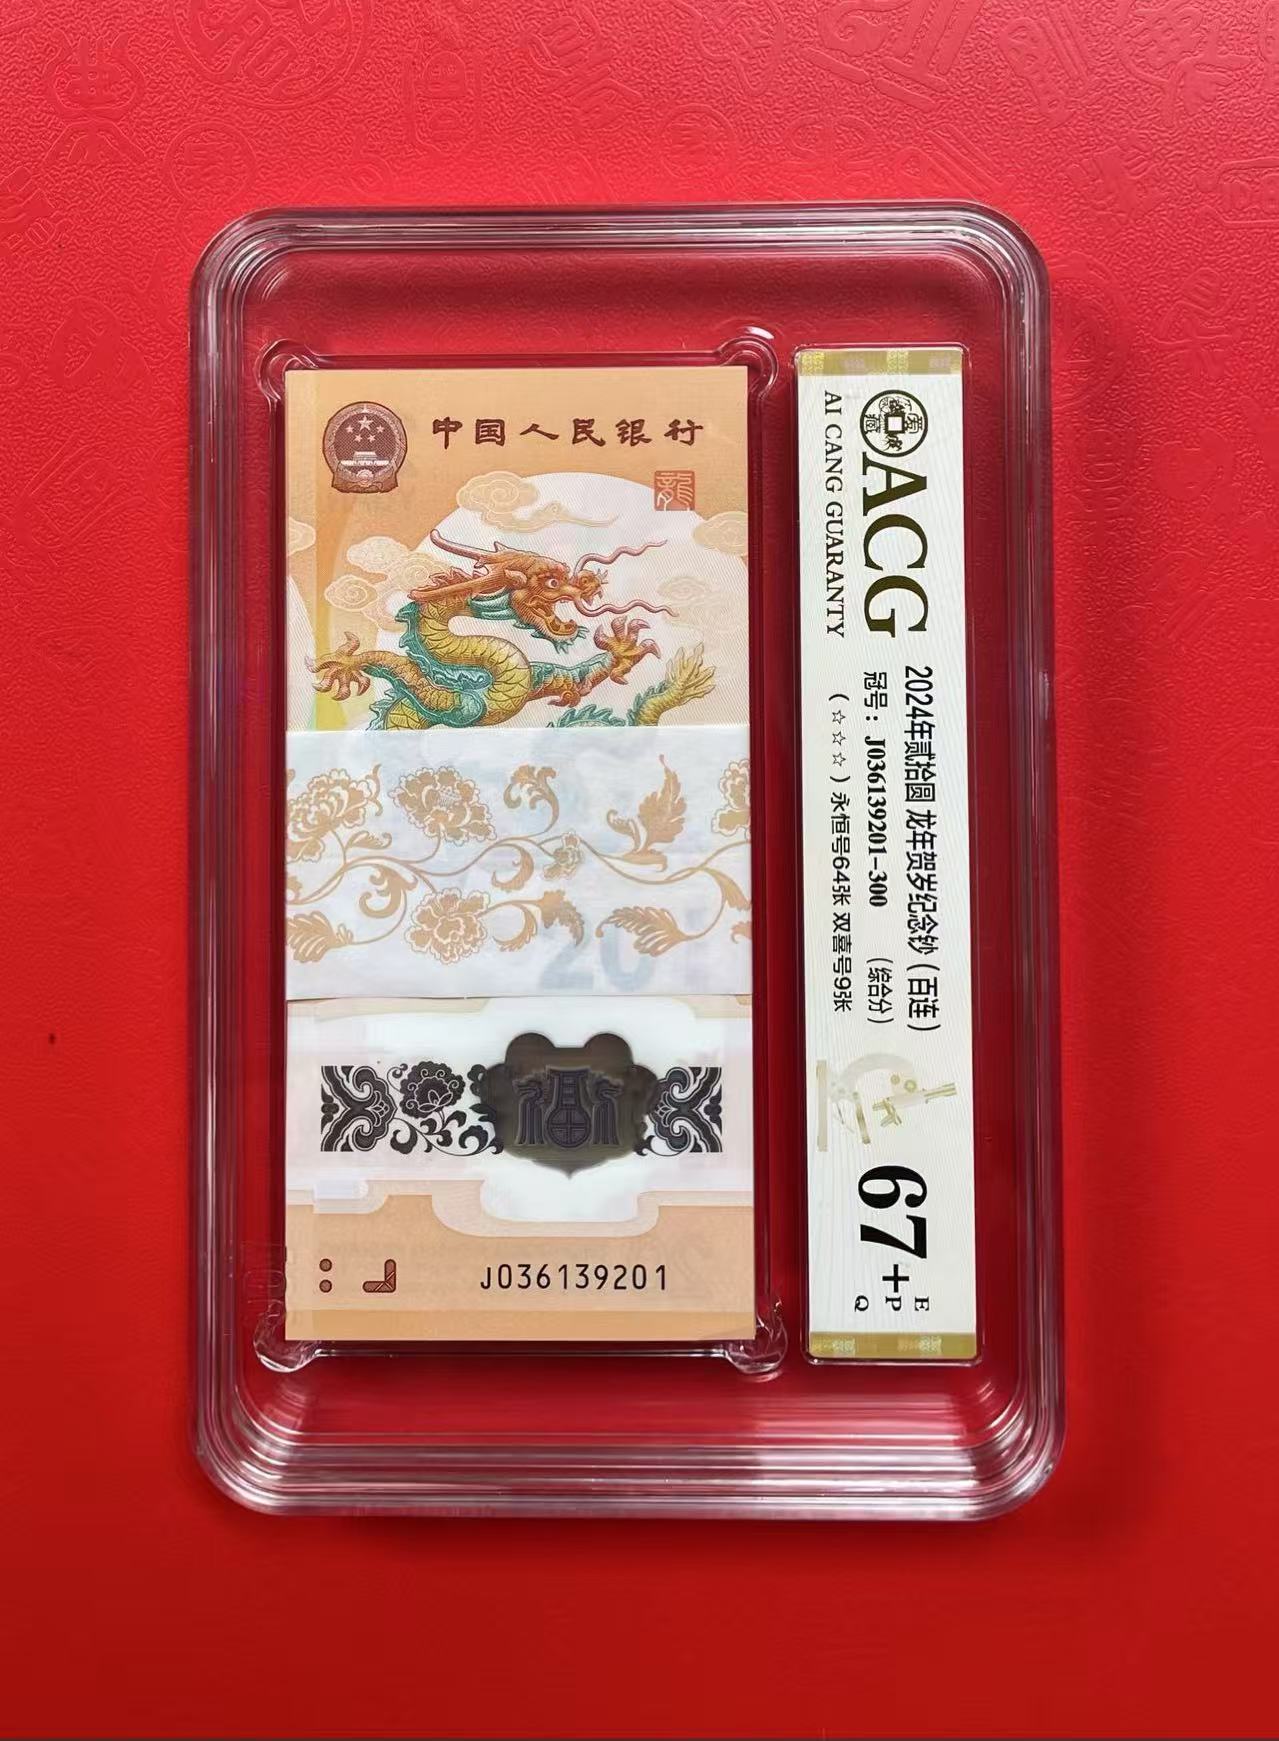 中国人民银行
龍
J036139201
ACG
AI CANG GUARANTY
2024年贰拾圆 龙年贺岁纪念钞（百连）
冠号：J036139201-300 （综合分）
（☆☆☆）永恒号64张 双喜号9张
67+
E
P
Q